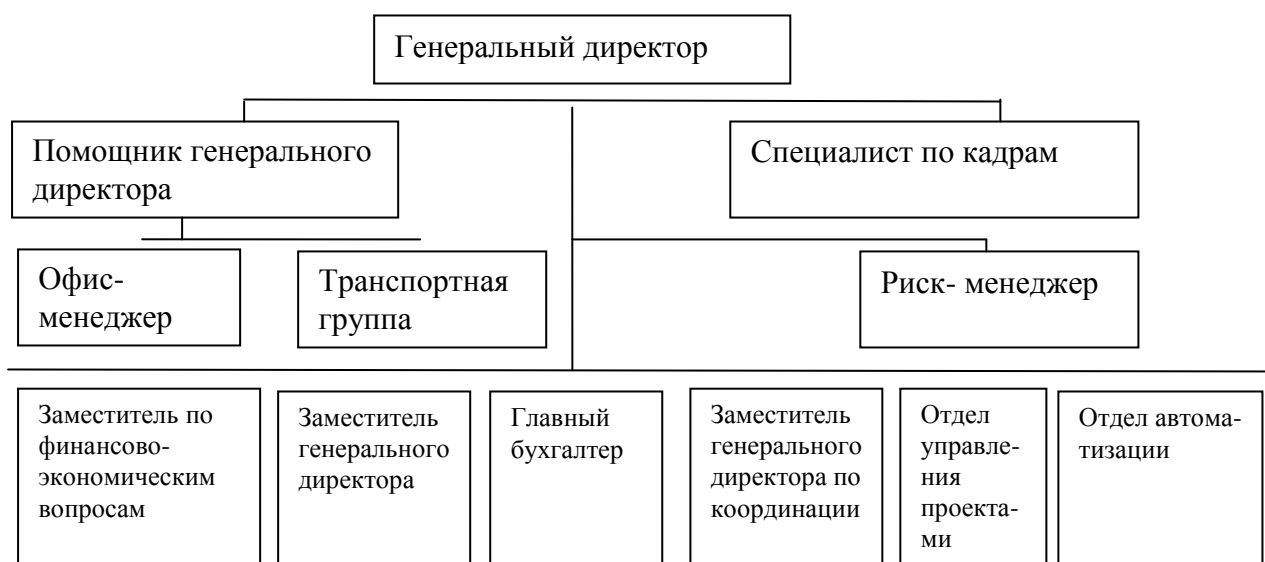 Генеральный директор
Помощник генерального
директора
Специалист по кадрам
Офис-
менеджер
Транспортная
группа
Риск- менеджер
Заместитель по
финансово-
экономическим
вопросам
Заместитель
генерального
директора
Главный
бухгалтер
Заместитель
генерального
директора по
координации
Отдел
управле-
ния
проекта-
ми
Отдел автома-
тизации